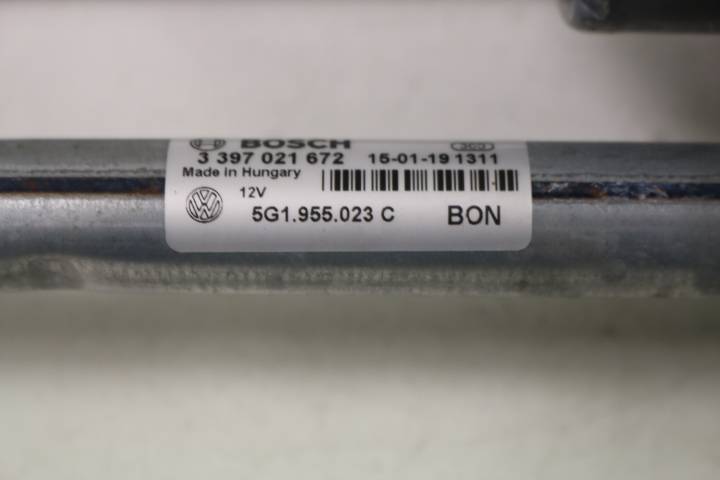 BOSCH
3 397 021 672 15-01-19 1311
Made in Hungary
12V
5G1.955.023 C BON